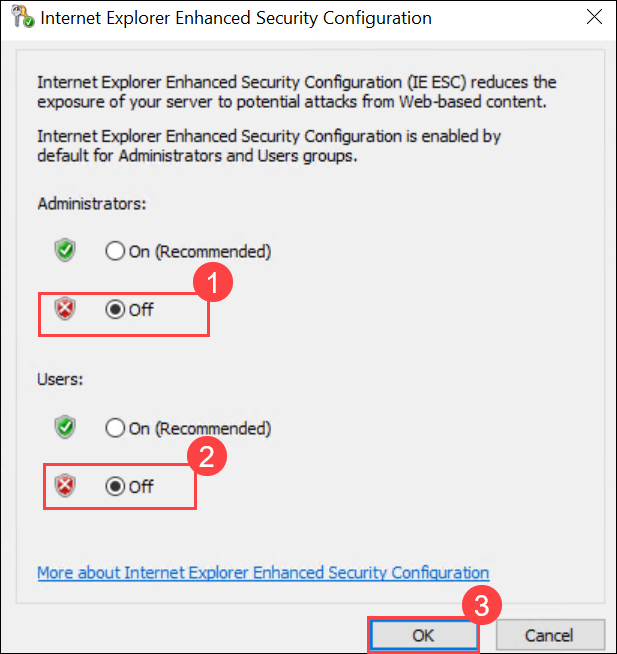 Internet Explorer Enhanced Security Configuration
Internet Explorer Enhanced Security Configuration (IE ESC) reduces the
exposure of your server to potential attacks from Web-based content.
Internet Explorer Enhanced Security Configuration is enabled by
default for Administrators and Users groups.
Administrators:
On (Recommended)
1
Off
Users:
On (Recommended)
2
Off
More about Internet Explorer Enhanced Security Configuration
3
OK Cancel